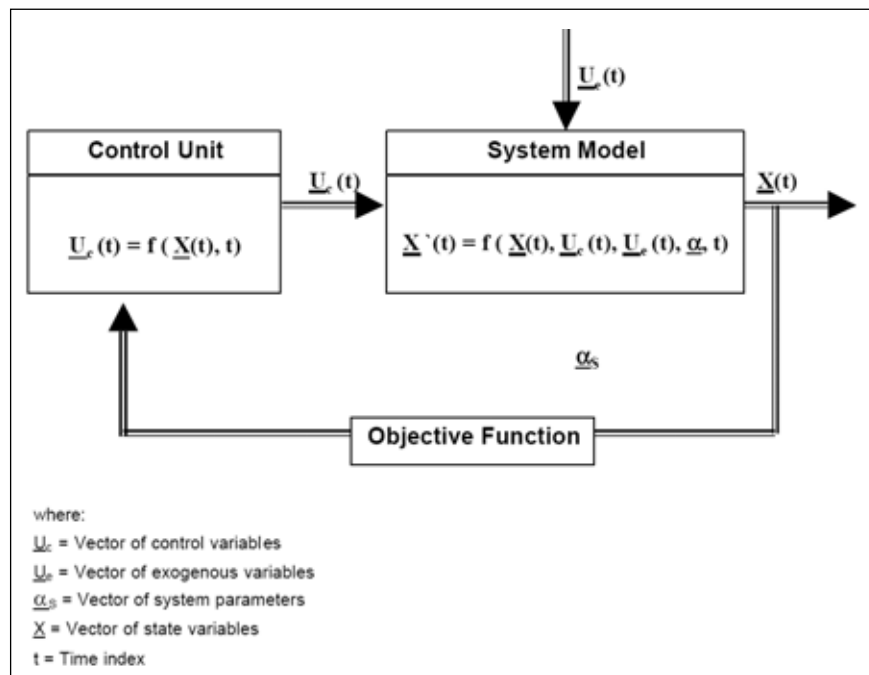 U_e(t)
Control Unit
System Model
U_c(t)
X(t)
U_c(t) = f ( X(t), t)
X `(t) = f ( X(t), U_c(t), U_e(t), α, t)
α_s
Objective Function
where:
U_c = Vector of control variables
U_e = Vector of exogenous variables
α_s = Vector of system parameters
X = Vector of state variables
t = Time index